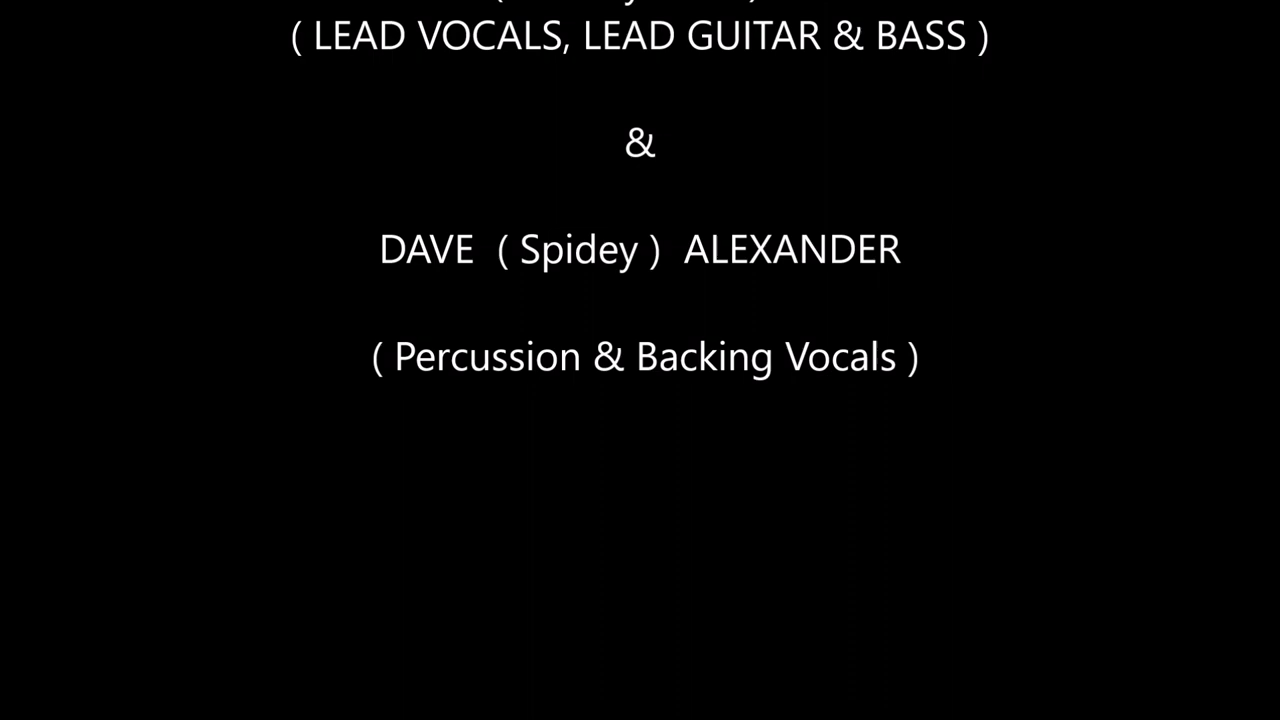 ( LEAD VOCALS, LEAD GUITAR & BASS )
&
DAVE ( Spidey ) ALEXANDER
( Percussion & Backing Vocals )